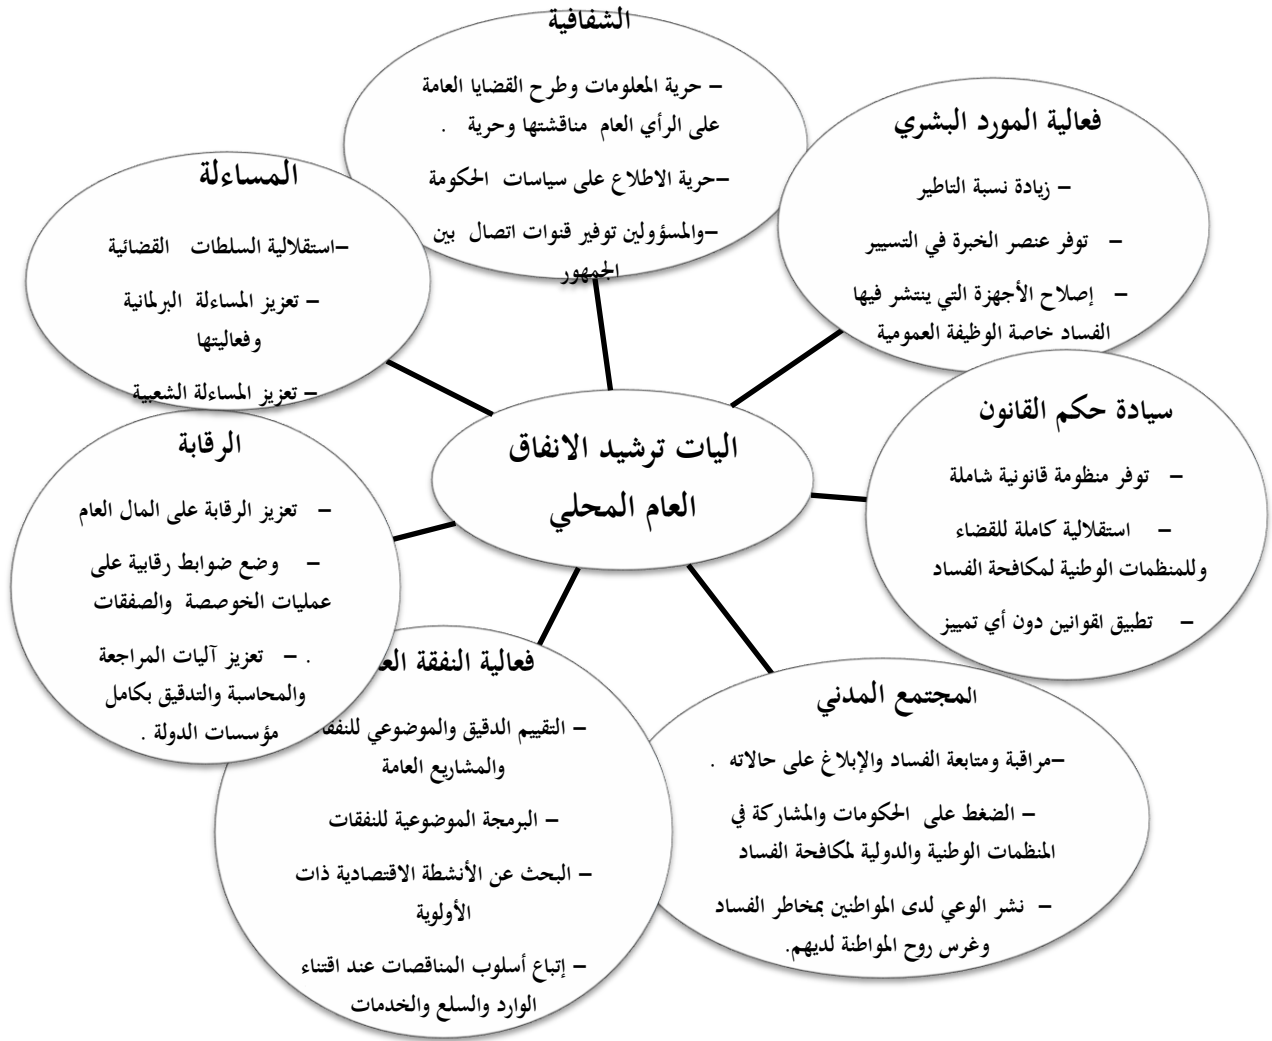 الشفافية
– حرية المعلومات وطرح القضايا العامة
على الرأي العام مناقشتها وحرية .
–حرية الاطلاع على سياسات الحكومة
–والمسؤولين توفير قنوات اتصال بين
الجمهور
فعالية المورد البشري
– زيادة نسبة التاطير
– توفر عنصر الخبرة في التسيير
– إصلاح الأجهزة التي ينتشر فيها
الفساد خاصة الوظيفة العمومية
المساءلة
–استقلالية السلطات القضائية
– تعزيز المساءلة البرلمانية
وفعاليتها
– تعزيز المساءلة الشعبية
سيادة حكم القانون
– توفر منظومة قانونية شاملة
– استقلالية كاملة للقضاء
وللمنظمات الوطنية لمكافحة الفساد
– تطبيق اقوانين دون أي تمييز
اليات ترشيد الانفاق
العام المحلي
الرقابة
– تعزيز الرقابة على المال العام
– وضع ضوابط رقابية على
عمليات الخوصصة والصفقات
. – تعزيز آليات المراجعة
والمحاسبة والتدقيق بكامل
مؤسسات الدولة .
المجتمع المدني
–مراقبة ومتابعة الفساد والإبلاغ على حالاته .
– الضغط على الحكومات والمشاركة في
المنظمات الوطنية والدولية لمكافحة الفساد
– نشر الوعي لدى المواطنين بمخاطر الفساد
وغرس روح المواطنة لديهم.
فعالية النفقة
– التقييم الدقيق والموضوعي
والمشاريع العامة
– البرمجة الموضوعية للنفقات
– البحث عن الأنشطة الاقتصادية ذات
الأولوية
– إتباع أسلوب المناقصات عند اقتناء
الوارد والسلع والخدمات